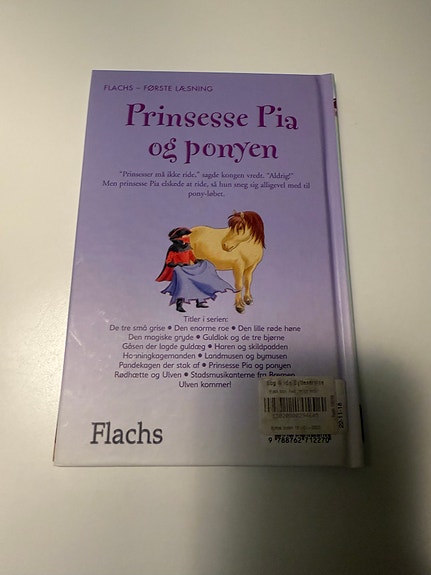 FLACHS – FØRSTE LÆSNING
Prinsesse Pia
og ponyen
"Prinsesser må ikke ride," sagde kongen vredt. "Aldrig!"
Men prinsesse Pia elskede at ride, så hun sneg sig alligevel med til
pony-løbet.
Titler i serien:
De tre små grise • Den enorme roe • Den lille røde høne
Den magiske gryde • Guldlok og de tre bjørne
Gåsen der lagde guldæg • Haren og skildpadden
Honningkagemanden • Landmusen og bymusen
Pandekagen der stak af • Prinsesse Pia og ponyen
Rødhætte og Ulven • Stadsmusikanterne fra Bremen
Ulven kommer!
Flachs
9 788762 712270